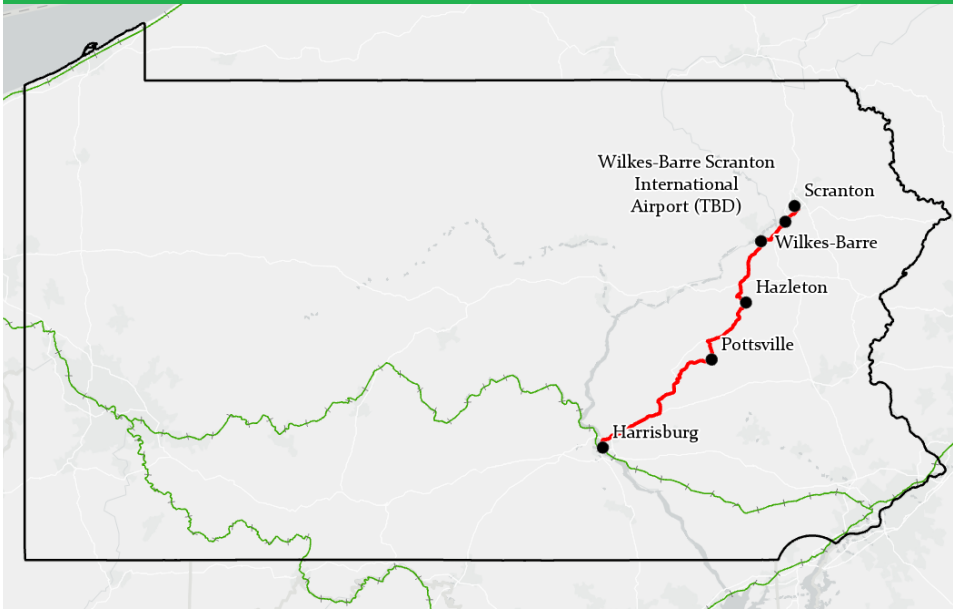 Wilkes-Barre Scranton
International
Airport (TBD)
Scranton
Wilkes-Barre
Hazleton
Pottsville
Harrisburg